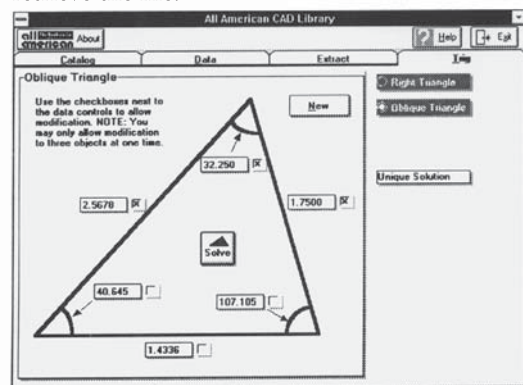 All American CAD Library
all
american
About
Help
Exit
Catalog
Data
Extract
Trig
Oblique Triangle
Use the checkboxes next to
the data controls to allow
modification. NOTE: You
may only allow modification
to three objects at one time.
New
Right Triangle
Oblique Triangle
32.250
2.5678
1.7500
Unique Solution
Solve
40.645
107.105
1.4336